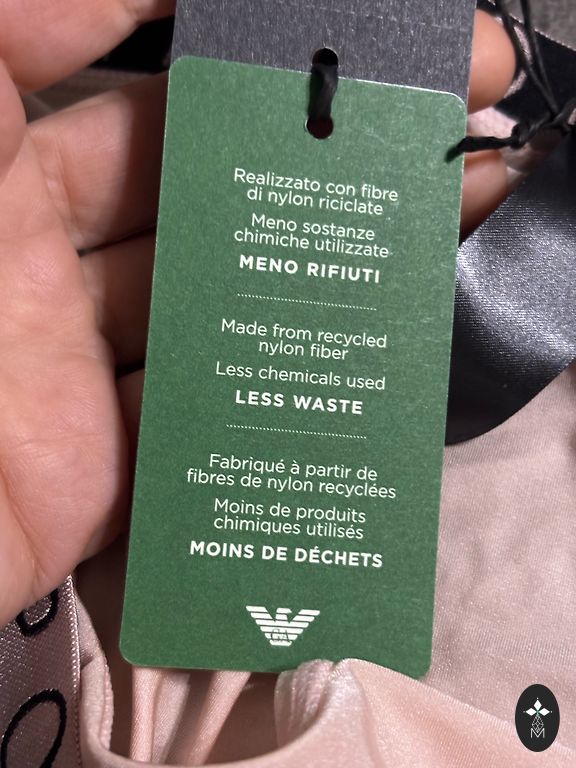 Realizzato con fibre
di nylon riciclate
Meno sostanze
chimiche utilizzate
MENO RIFIUTI
Made from recycled
nylon fiber
Less chemicals used
LESS WASTE
Fabriqué à partir de
fibres de nylon recyclées
Moins de produits
chimiques utilisés
MOINS DE DÉCHETS
GA
M